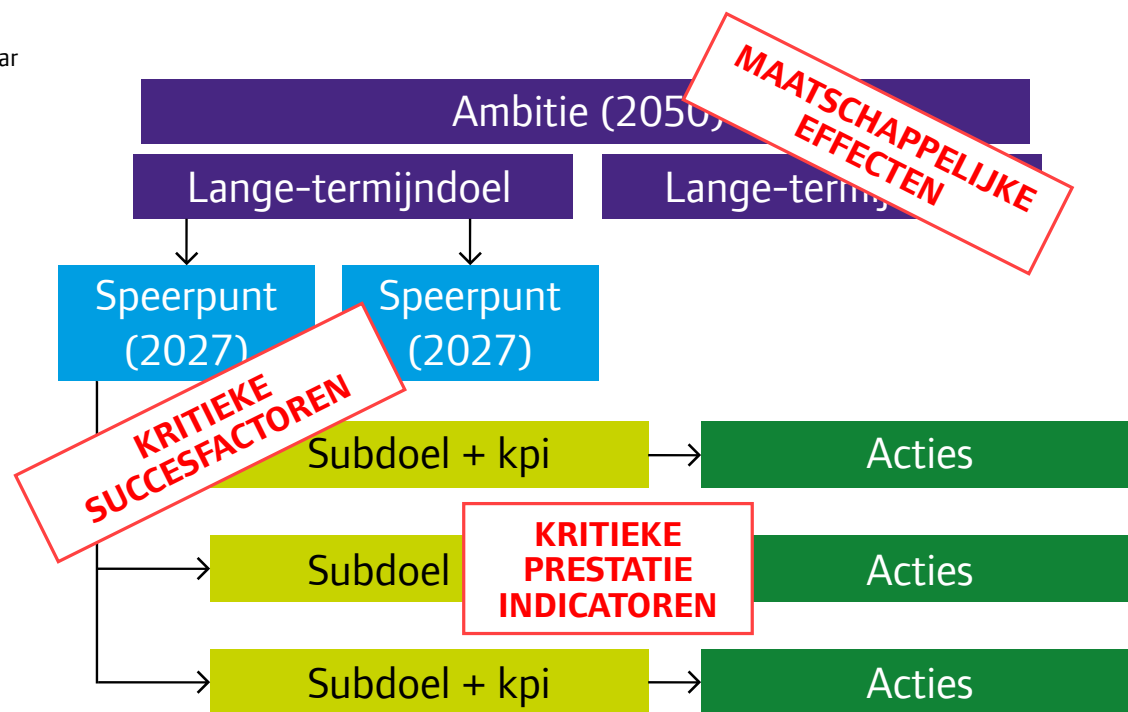 ar
Ambitie (2050)
MAATSCHAPPELIJKE
EFFECTEN
Lange-termijndoel
Lange-termij
Speerpunt
(2027)
Speerpunt
(2027)
KRITIEKE
SUCCESFACTOREN
Subdoel + kpi
Acties
Subdoel
KRITIEKE
PRESTATIE
INDICATOREN
Acties
Subdoel + kpi
Acties